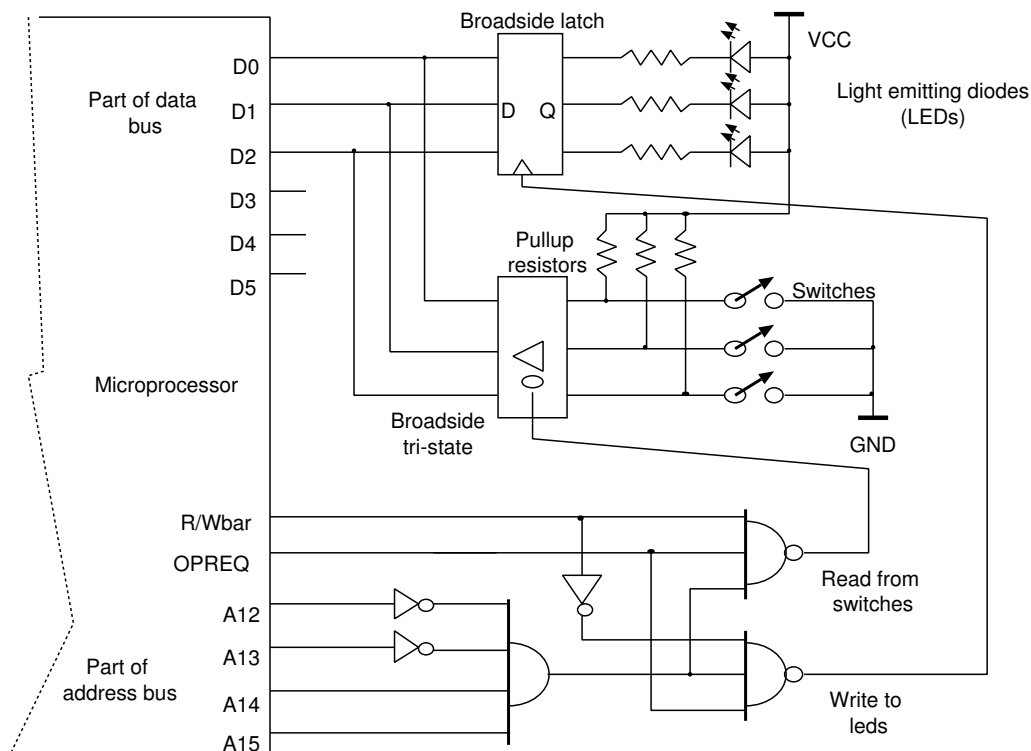 Broadside latch
VCC
D0
Part of data
bus
D1
D
Q
Light emitting diodes
(LEDs)
D2
D3
D4
D5
Pullup
resistors
Switches
Microprocessor
Broadside
tri-state
GND
R/Wbar
OPREQ
Read from
switches
A12
A13
Part of
address bus
A14
A15
Write to
leds